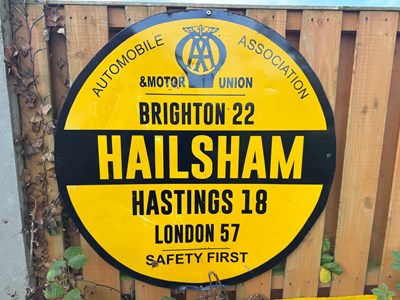 AUTOMOBILE ASSOCIATION
AA
& MOTOR UNION
BRIGHTON 22
HAILSHAM
HASTINGS 18
LONDON 57
SAFETY FIRST